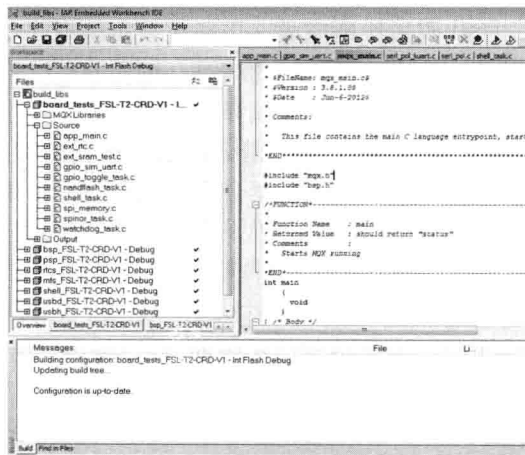 build_libs - IAR Embedded Workbench IDE
File Edit View Project Tools Window Help
board_tests_FSL-T2-CRD-V1 - Int Flash Debug
Files
build_libs
board_tests_FSL-T2-CRD-V1 - I...
MQX Libraries
Source
app_main.c
ext_rtc.c
ext_sram_test.c
gpio_sim_uart.c
gpio_toggle_task.c
nandflash_task.c
shell_task.c
spi_memory.c
spinor_task.c
watchdog_task.c
Output
bsp_FSL-T2-CRD-V1 - Debug
psp_FSL-T2-CRD-V1 - Debug
rtcs_FSL-T2-CRD-V1 - Debug
mfs_FSL-T2-CRD-V1 - Debug
shell_FSL-T2-CRD-V1 - Debug
usbd_FSL-T2-CRD-V1 - Debug
usbh_FSL-T2-CRD-V1 - Debug
Overview board_tests_FSL-T2-CRD-V1 bsp_FSL-T2-CRD-V1
app_main.c gpio_sim_uart.c mqx_main.c serl_pol_kuart.c serl_pol.c shell_task.c
*
* $FileName: mqx_main.c$
* $Version : 3.8.1.08
* $Date : Jun-6-2012$
*
* Comments:
*
* This file contains the main C language entrypoint, start
*
*END***
#include "mqx.h"
#include "bsp.h"
/*FUNCTION*---
*
* Function Name : main
* Returned Value : should return "status"
* Comments :
* Starts MQX running
*
*END*---
int main
(
void
)
{ /* Body */
Messages File Li...
Building configuration: board_tests_FSL-T2-CRD-V1 - Int Flash Debug
Updating build tree...
Configuration is up-to-date.
Build Find in Files